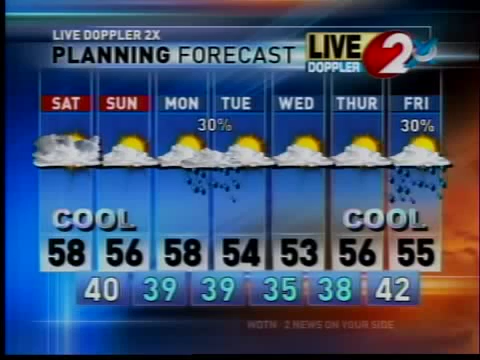 LIVE DOPPLER 2X
PLANNING FORECAST
LIVE
DOPPLER
2
SAT SUN MON TUE WED THUR FRI
30% 30%
COOL COOL
58 56 58 54 53 56 55
40 39 39 35 38 42
WDTN 2 NEWS ON YOUR SIDE